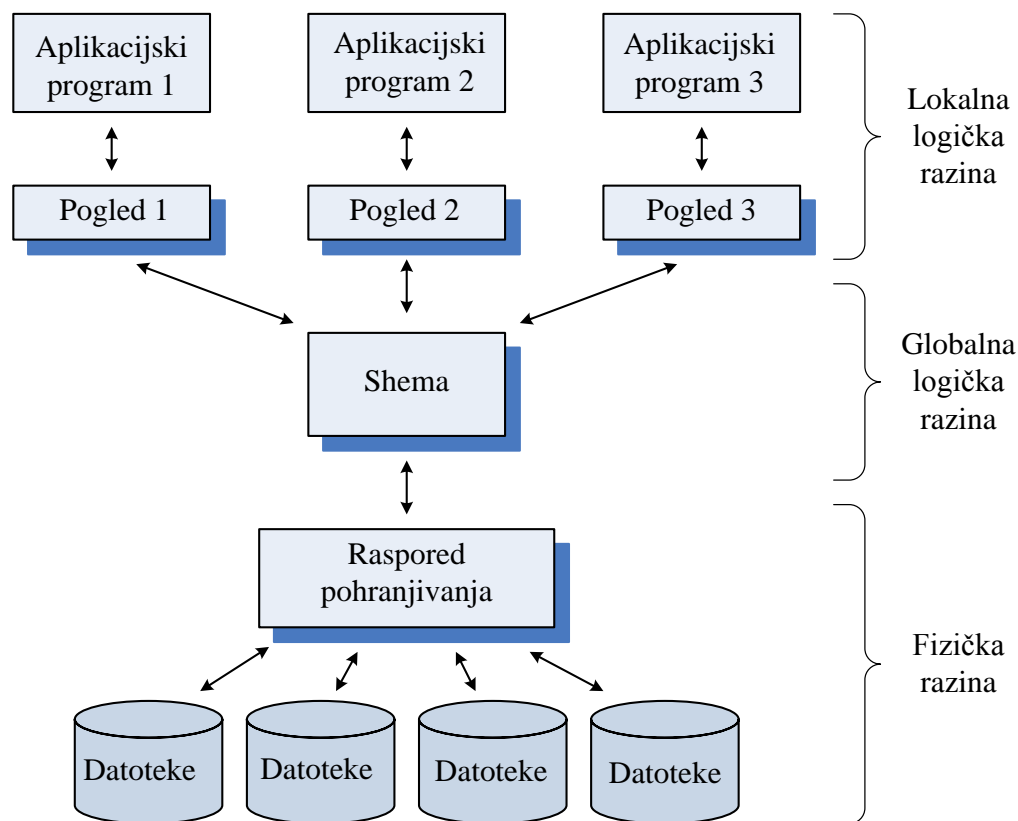 Aplikacijski
program 1
Aplikacijski
program 2
Aplikacijski
program 3
Lokalna
logička
razina
Pogled 1
Pogled 2
Pogled 3
Shema
Globalna
logička
razina
Raspored
pohranjivanja
Fizička
razina
Datoteke
Datoteke
Datoteke
Datoteke